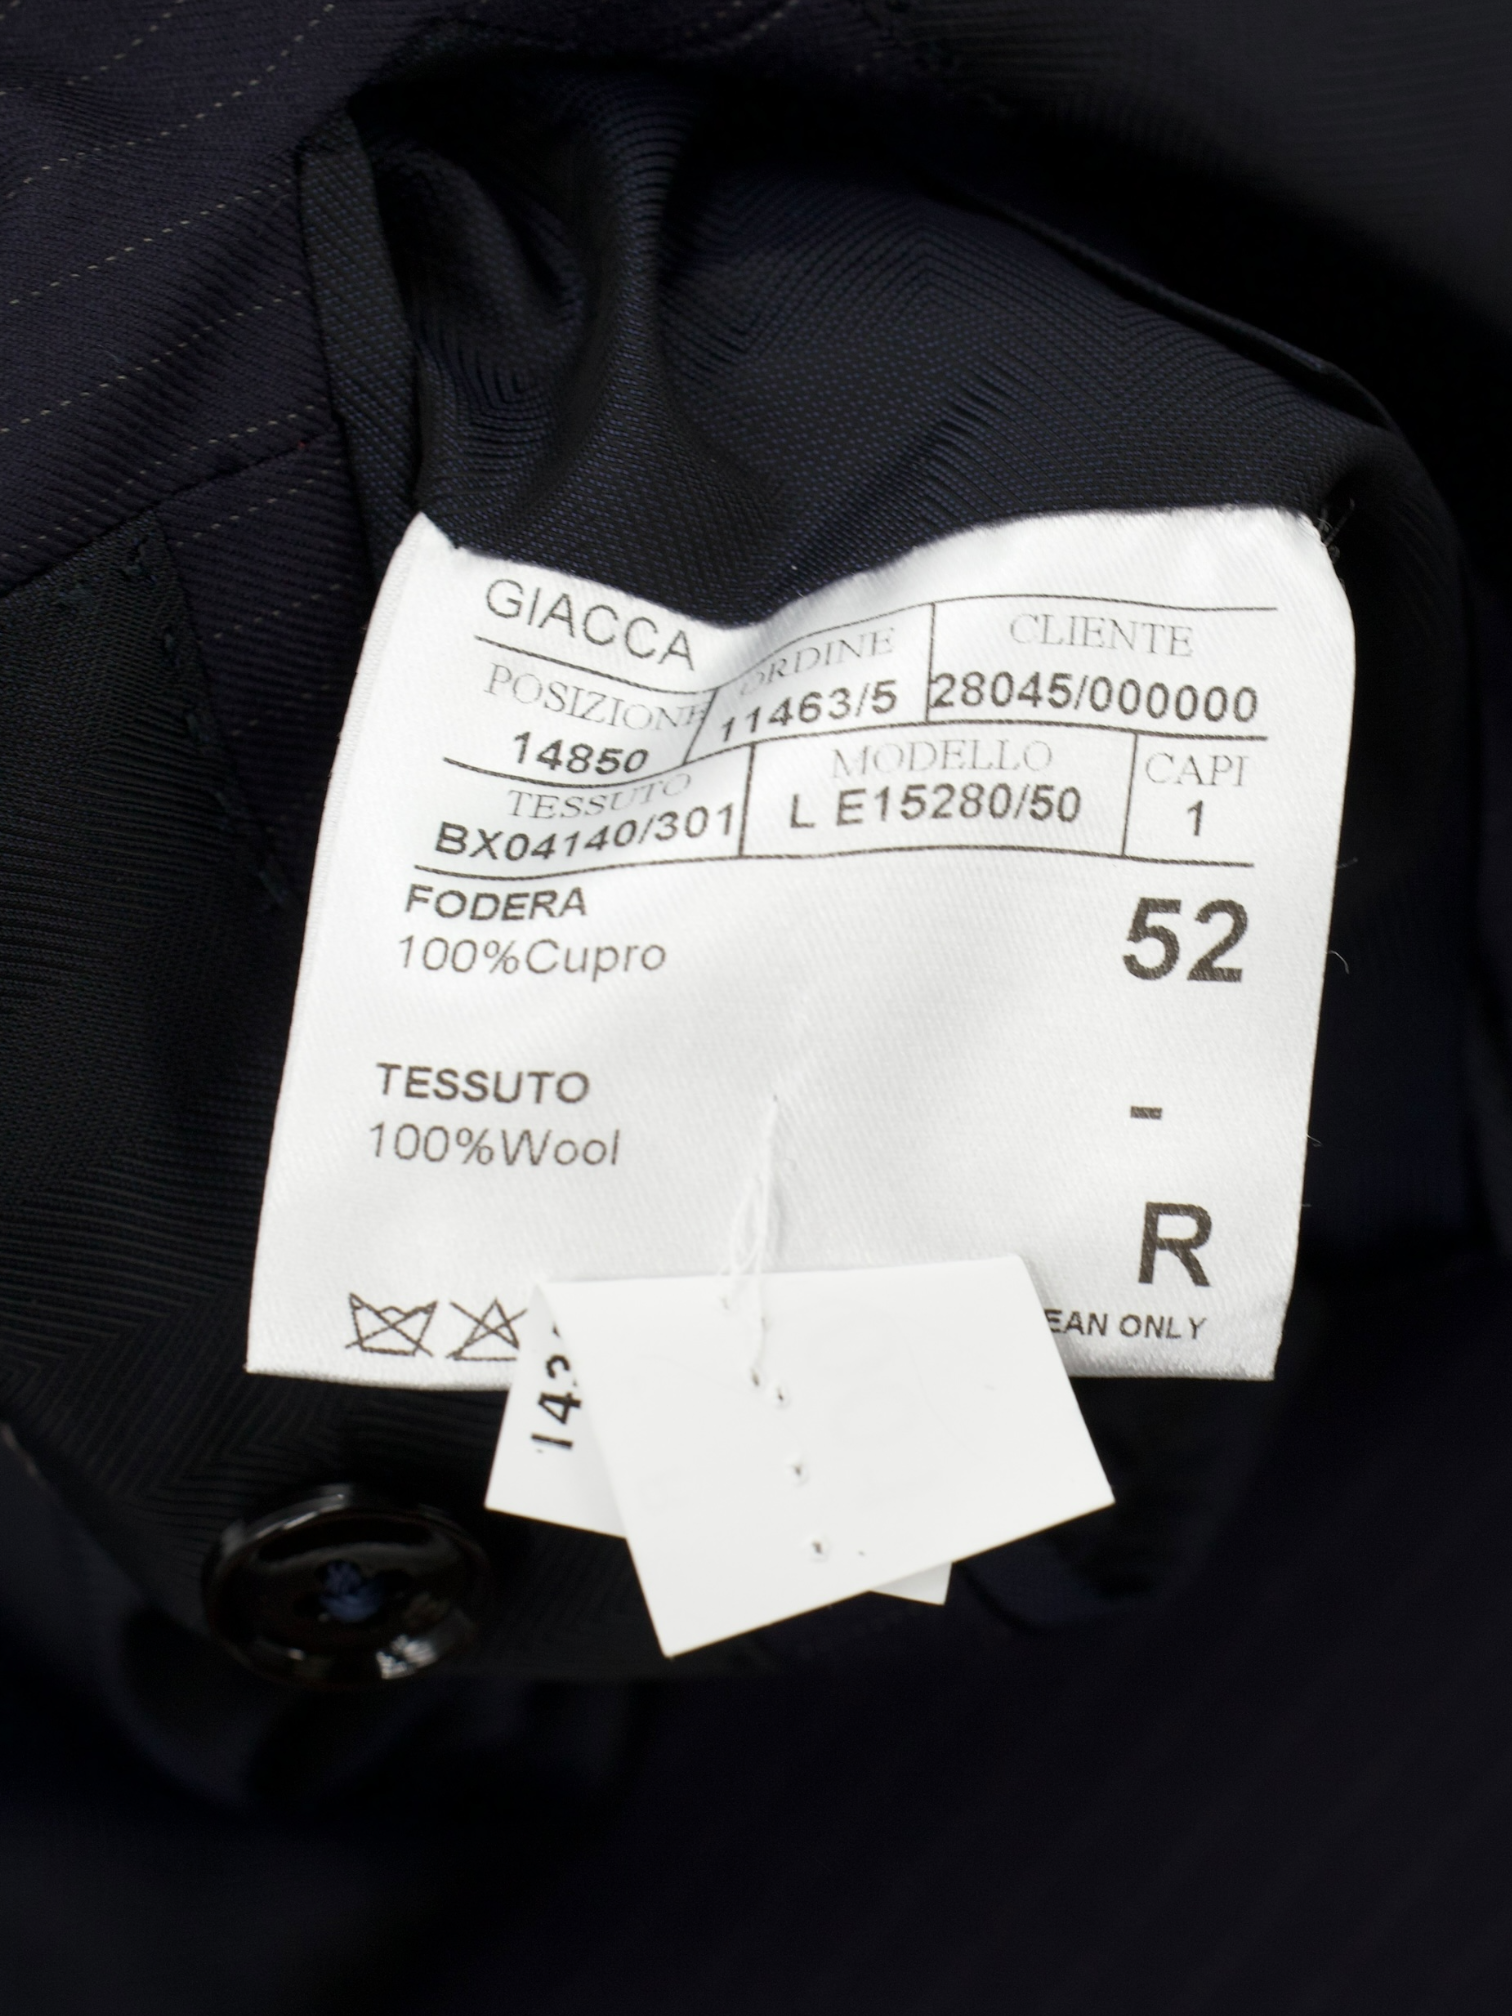 GIACCA
POSIZIONE ORDINE CLIENTE
14850 11463/5 28045/000000
TESSUTO MODELLO CAPI
BX04140/301 L E15280/50 1
FODERA
100%Cupro
52
TESSUTO
100%Wool
-
R
ONLY